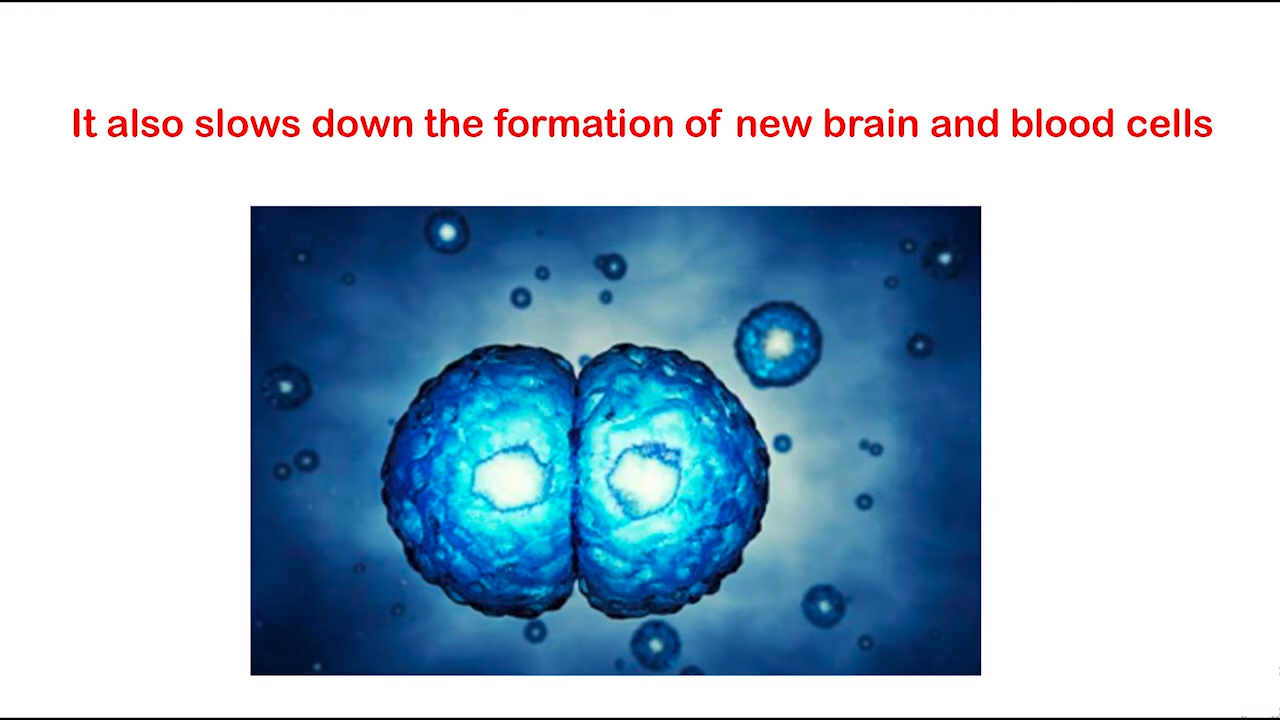 It also slows down the formation of new brain and blood cells